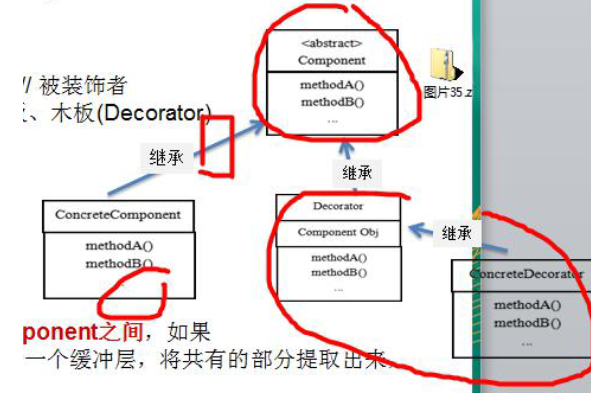 <abstract>
Component
methodA()
methodB()
...
图片35.z
// 被装饰者
、木板(Decorator)
继承
继承
ConcreteComponent
methodA()
methodB()
Decorator
Component Obj
methodA()
methodB()
...
继承
ConcreteDecorator
methodA()
methodB()
...
ponent之间，如果
一个缓冲层，将共有的部分提取出来